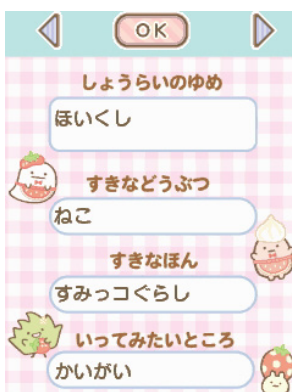 OK
しょうらいのゆめ
ほいくし
すきなどうぶつ
ねこ
すきなほん
すみっコぐらし
いってみたいところ
かいがい